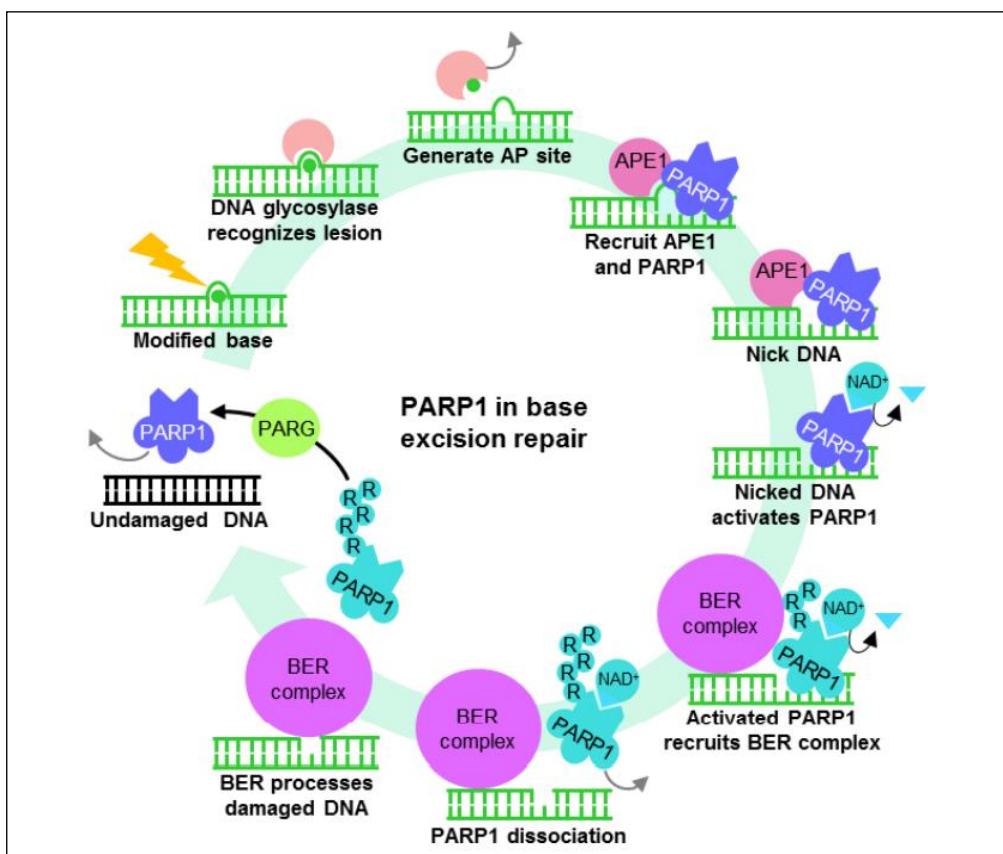 Generate AP site
DNA glycosylase
recognizes lesion
Modified base
APE1
PARP1
Recruit APE1
and PARP1
APE1
PARP1
Nick DNA
NAD⁺
PARP1
Nicked DNA
activates PARP1
PARP1 in base
excision repair
BER
complex
R
R
R
NAD⁺
PARP1
Activated PARP1
recruits BER complex
BER
complex
R
R
R
R
R
NAD⁺
PARP1
PARP1 dissociation
BER
complex
BER processes
damaged DNA
R
R
R
R
R
PARP1
PARG
PARP1
Undamaged DNA